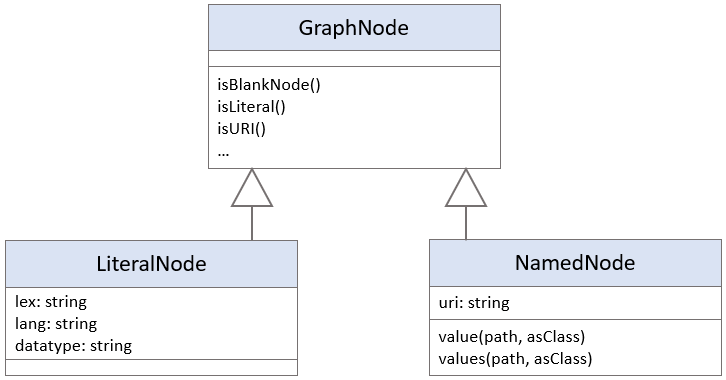 GraphNode
isBlankNode()
isLiteral()
isURI()
...
LiteralNode
lex: string
lang: string
datatype: string
NamedNode
uri: string
value(path, asClass)
values(path, asClass)